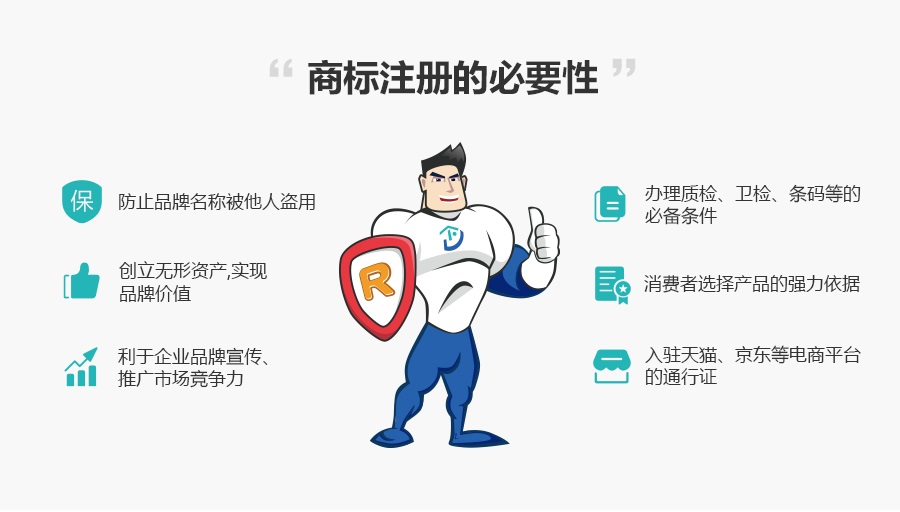 “商标注册的必要性”
保
防止品牌名称被他人盗用
创立无形资产,实现
品牌价值
利于企业品牌宣传、
推广市场竞争力
R
办理质检、卫检、条码等的
必备条件
消费者选择产品的强力依据
入驻天猫、京东等电商平台
的通行证